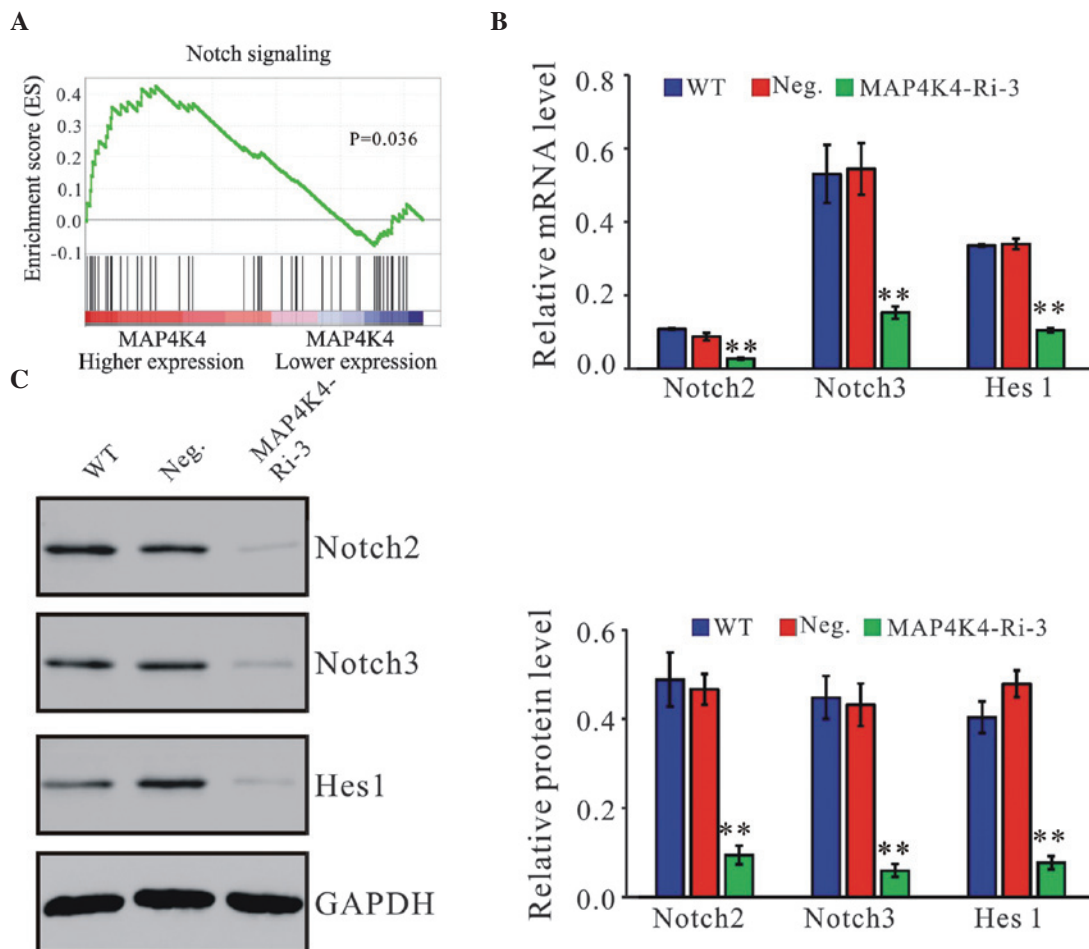 A
Notch signaling
Enrichment score (ES)
0.4
0.3
0.2
0.1
0.0
-0.1
P=0.036
MAP4K4
Higher expression
MAP4K4
Lower expression
B
Relative mRNA level
0.8
0.6
0.4
0.2
0.0
WT
Neg.
MAP4K4-Ri-3
**
**
**
Notch2
Notch3
Hes 1
C
WT
Neg.
MAP4K4-
Ri-3
Notch2
Notch3
Hes1
GAPDH
Relative protein level
0.6
0.4
0.2
0.0
WT
Neg.
MAP4K4-Ri-3
**
**
**
Notch2
Notch3
Hes 1